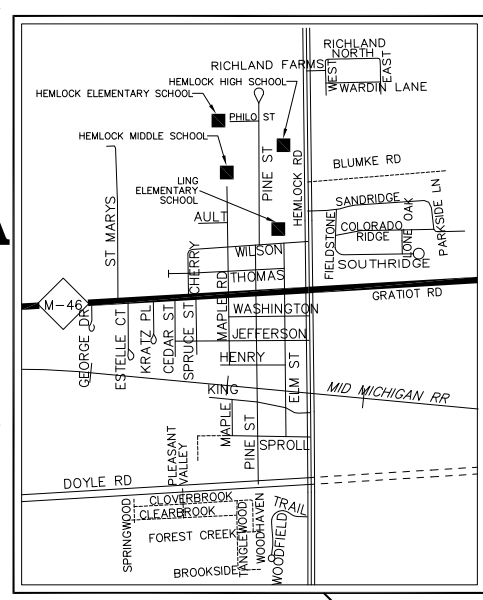 RICHLAND
NORTH
RICHLAND FARMS
WEST
EAST
WARDIN LANE
HEMLOCK HIGH SCHOOL
HEMLOCK ELEMENTARY SCHOOL
PHILO ST
HEMLOCK MIDDLE SCHOOL
PINE ST
HEMLOCK RD
BLUMKE RD
LING
ELEMENTARY
SCHOOL
SANDRIDGE
AULT
ST MARYS
COLORADO
RIDGE
LONE OAK
PARKSIDE LN
FIELDSTONE
SOUTHRIDGE
CHERRY
WILSON
THOMAS
M-46
GRATIOT RD
GEORGE DR
ESTELLE CT
KRATZ PL
CEDAR ST
SPRUCE ST
MAPLE RD
WASHINGTON
JEFFERSON
HENRY
ELM ST
MID MICHIGAN RR
KING
MAPLE
PINE ST
SPROLL
PLEASANT
VALLEY
DOYLE RD
SPRINGWOOD
CLOVERBROOK
CLEARBROOK
FOREST CREEK
TANGLEWOOD
WOODHAVEN
TRAIL
WOODFIELD
BROOKSIDE